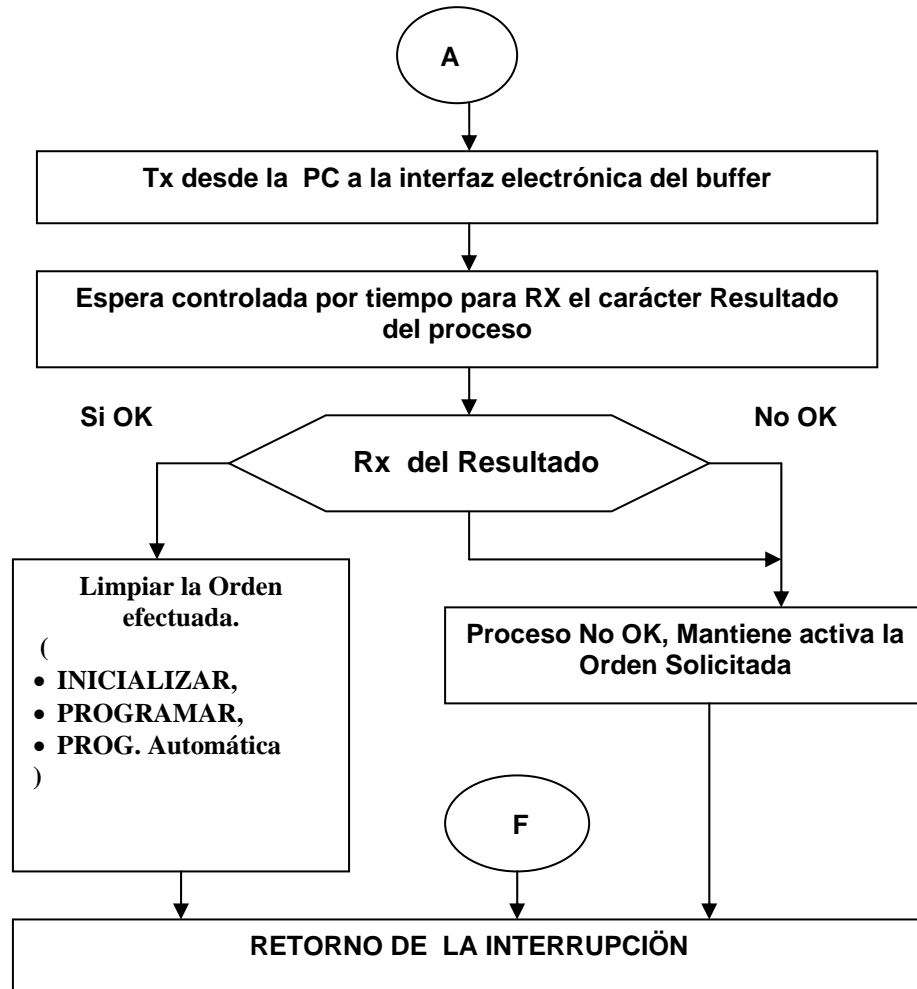 A
Tx desde la PC a la interfaz electrónica del buffer
Espera controlada por tiempo para RX el carácter Resultado
del proceso
Si OK
No OK
Rx del Resultado
Limpiar la Orden
efectuada.
(
• INICIALIZAR,
• PROGRAMAR,
• PROG. Automática
)
Proceso No OK, Mantiene activa la
Orden Solicitada
F
RETORNO DE LA INTERRUPCIÖN